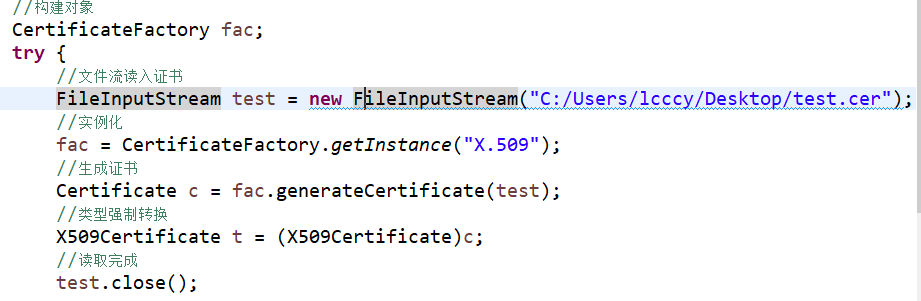 //构建对象
CertificateFactory fac;
try {
//文件流读入证书
FileInputStream test = new FileInputStream("C:/Users/lcccy/Desktop/test.cer");
//实例化
fac = CertificateFactory.getInstance("X.509");
//生成证书
Certificate c = fac.generateCertificate(test);
//类型强制转换
X509Certificate t = (X509Certificate)c;
//读取完成
test.close();